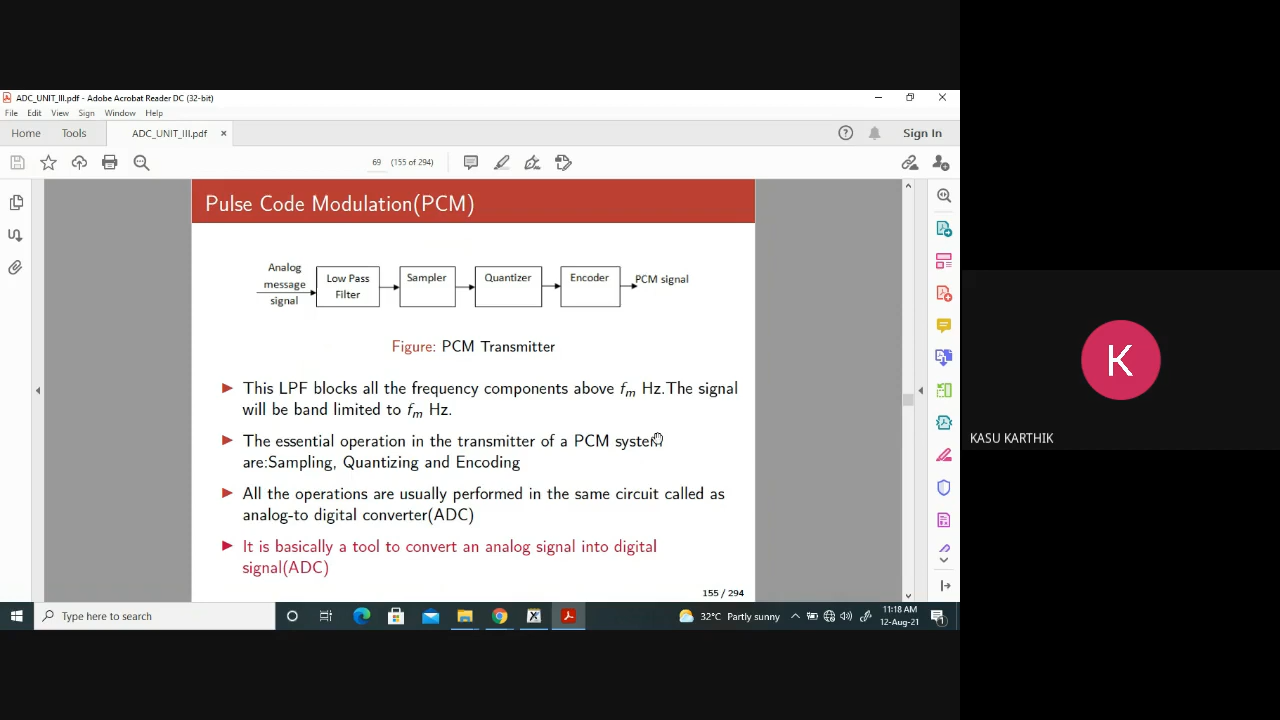 ADC_UNIT_III.pdf - Adobe Acrobat Reader DC (32-bit)
File Edit View Sign Window Help
Home Tools ADC_UNIT_III.pdf × Sign In
69 (155 of 294)
Pulse Code Modulation(PCM)
Analog
message
signal
Low Pass
Filter
Sampler
Quantizer
Encoder
PCM signal
Figure: PCM Transmitter
This LPF blocks all the frequency components above fm Hz.The signal
will be band limited to fm Hz.
The essential operation in the transmitter of a PCM system
are:Sampling, Quantizing and Encoding
All the operations are usually performed in the same circuit called as
analog-to digital converter(ADC)
It is basically a tool to convert an analog signal into digital
signal(ADC)
155 / 294
K
KASU KARTHIK
Type here to search
32°C Partly sunny
11:18 AM
12-Aug-21
1